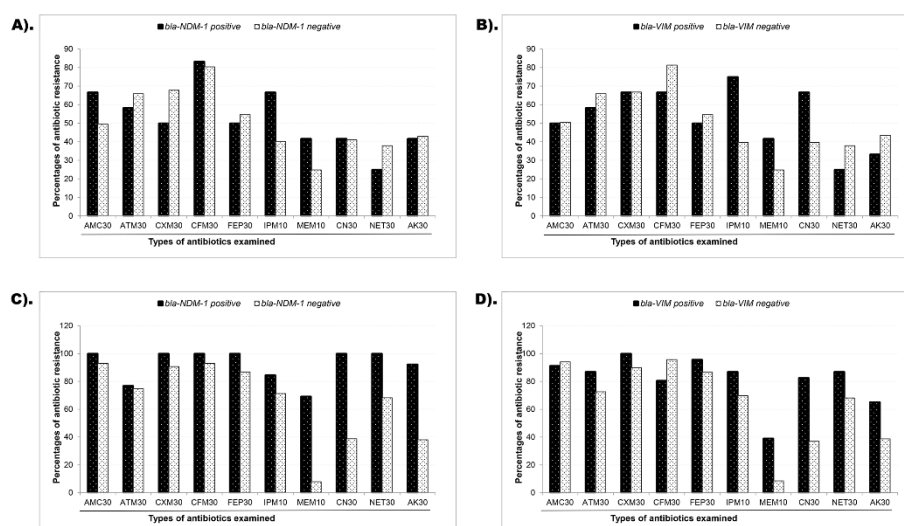 A).
bla-NDM-1 positive bla-NDM-1 negative
Percentages of antibiotic resistance
90
80
70
60
50
40
30
20
10
0
AMC30 ATM30 CXM30 CFM30 FEP30 IPM10 MEM10 CN30 NET30 AK30
Types of antibiotics examined
B).
bla-VIM positive bla-VIM negative
Percentages of antibiotic resistance
90
80
70
60
50
40
30
20
10
0
AMC30 ATM30 CXM30 CFM30 FEP30 IPM10 MEM10 CN30 NET30 AK30
Types of antibiotics examined
C).
bla-NDM-1 positive bla-NDM-1 negative
Percentages of antibiotic resistance
120
100
80
60
40
20
0
AMC30 ATM30 CXM30 CFM30 FEP30 IPM10 MEM10 CN30 NET30 AK30
Types of antibiotics examined
D).
bla-VIM positive bla-VIM negative
Percentages of antibiotic resistance
120
100
80
60
40
20
0
AMC30 ATM30 CXM30 CFM30 FEP30 IPM10 MEM10 CN30 NET30 AK30
Types of antibiotics examined